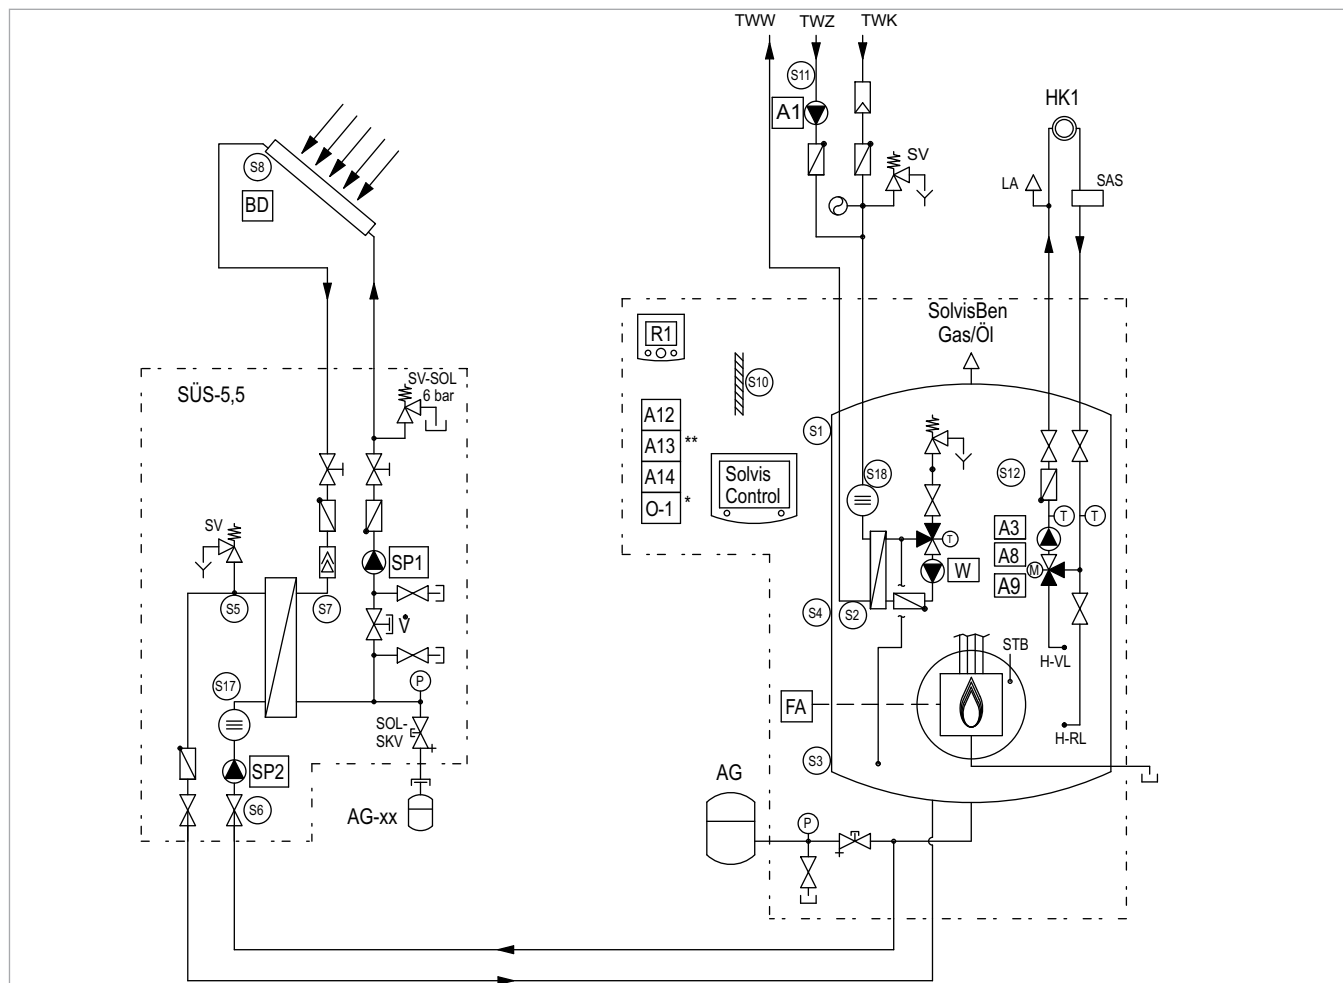 TWW
TWZ
TWK
S11
A1
HK1
SV
LA
SAS
S8
BD
SolvisBen
Gas/Öl
R1
S10
SÜS-5,5
SV-SOL
6 bar
A12
A13 **
A14
O-1 *
Solvis
Control
S1
S18
S12
T
T
T
A3
A8
A9
M
W
SV
SP1
S5
S7
V̇
S4
S2
H-VL
STB
S17
P
SOL-
SKV
FA
H-RL
SP2
S3
S6
AG-xx
AG
P